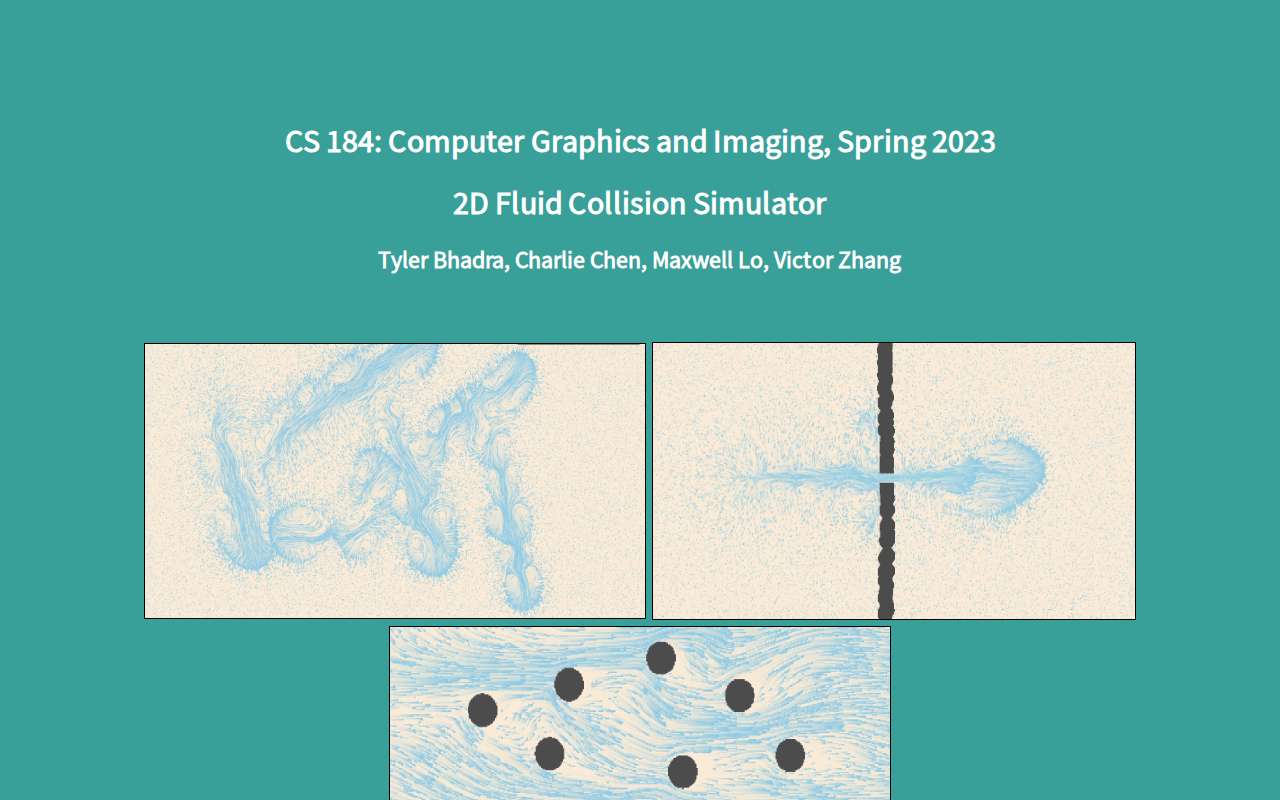 CS 184: Computer Graphics and Imaging, Spring 2023
2D Fluid Collision Simulator
Tyler Bhadra, Charlie Chen, Maxwell Lo, Victor Zhang